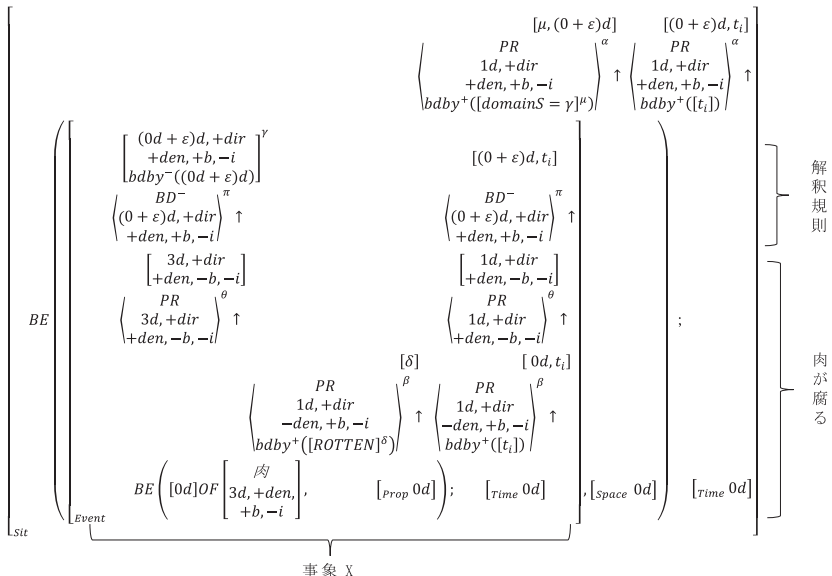 [μ, (0 + ε)d] [(0 + ε)d, t_i]
⟨PR ⟩^α ↑ ⟨PR ⟩^α ↑
1d, +dir 1d, +dir
+den, +b, −i +den, +b, −i
bdby⁺([domainS = γ]^μ) bdby⁺([t_i])
[(0d + ε)d, +dir ]^γ
+den, +b, −i [(0 + ε)d, t_i]
bdby⁻((0d + ε)d)
⟨BD⁻ ⟩^π ↑ ⟨BD⁻ ⟩^π ↑
(0 + ε)d, +dir (0 + ε)d, +dir
+den, +b, −i +den, +b, −i
解釈規則
[3d, +dir [1d, +dir
+den, −b, −i] +den, −b, −i]
⟨PR ⟩^θ ↑ ⟨PR ⟩^θ ↑
3d, +dir 1d, +dir
+den, −b, −i +den, −b, −i
[δ] [ 0d, t_i]
⟨PR ⟩^β ↑ ⟨PR ⟩^β ↑
1d, +dir 1d, +dir
−den, +b, −i −den, +b, −i
bdby⁺([ROTTEN]^δ) bdby⁺([t_i])
肉
[Sit BE ([Event BE ([0d]OF [3d, +den, , [Prop 0d]); [Time 0d] ] , [Space 0d]) ; [Time 0d] ]
+b, −i]
肉が腐る
事象 X